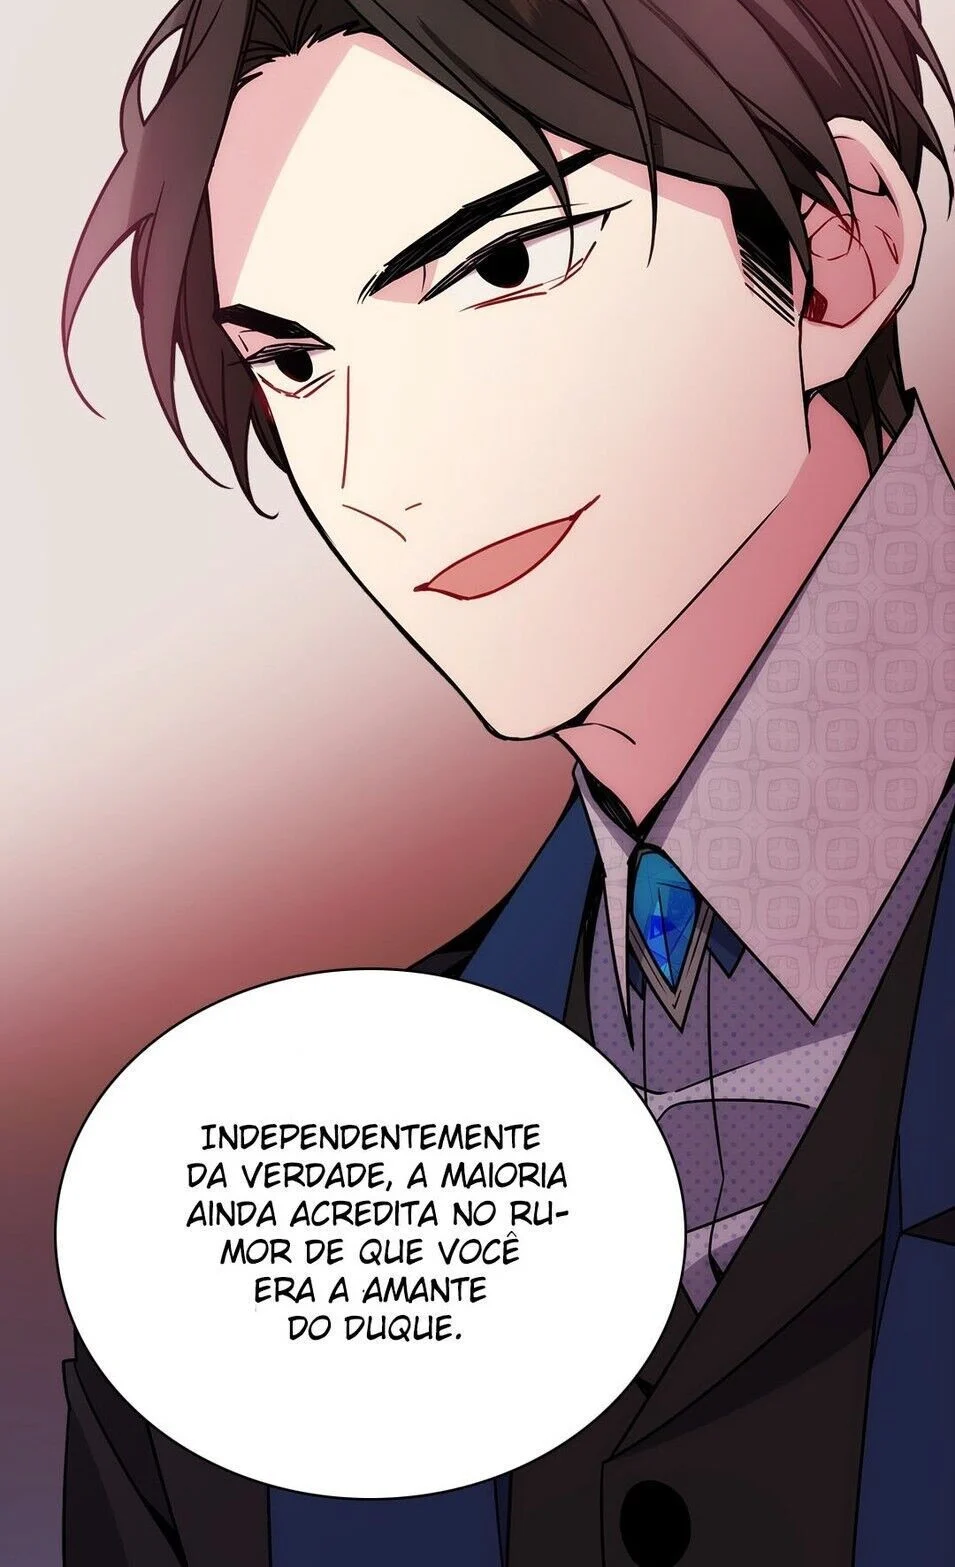 INDEPENDENTEMENTE
DA VERDADE, A MAIORIA
AINDA ACREDITA NO RU-
MOR DE QUE VOCÊ
ERA A AMANTE
DO DUQUE.